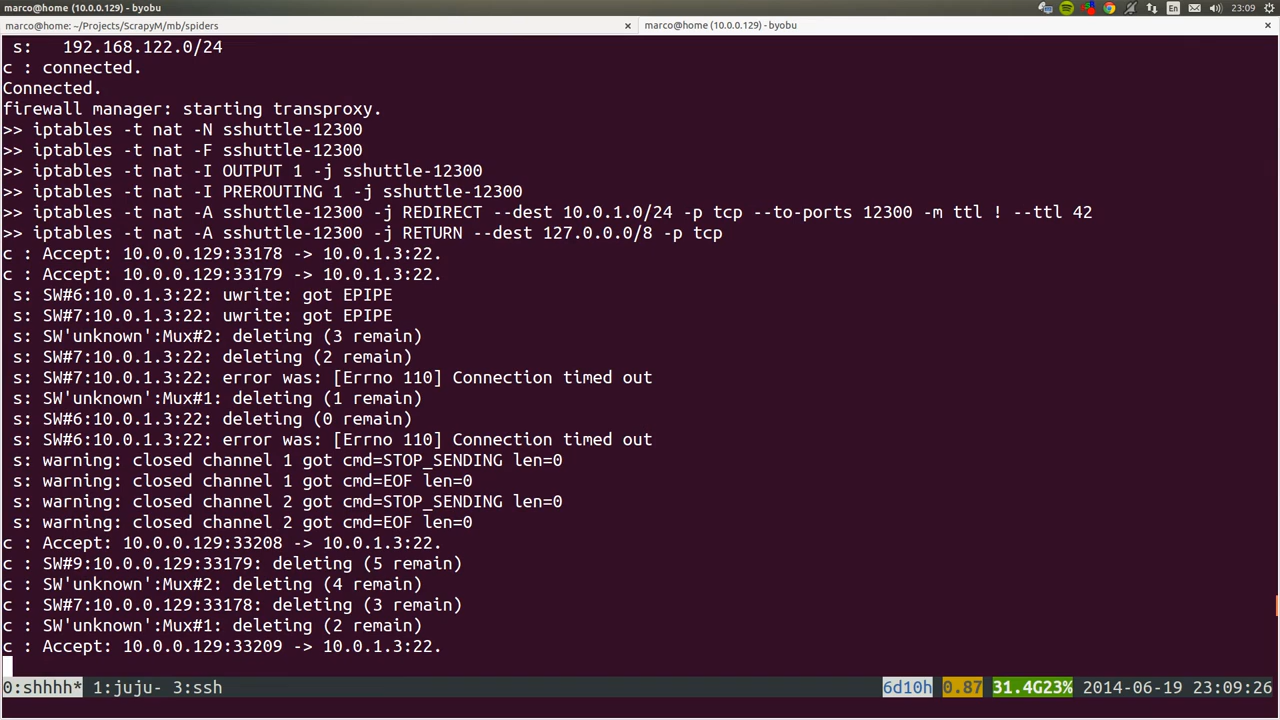 marco@home (10.0.0.129) - byobu
En 23:09
marco@home: ~/Projects/ScrapyM/mb/spiders x marco@home (10.0.0.129) - byobu x
s:   192.168.122.0/24
c : connected.
Connected.
firewall manager: starting transproxy.
>> iptables -t nat -N sshuttle-12300
>> iptables -t nat -F sshuttle-12300
>> iptables -t nat -I OUTPUT 1 -j sshuttle-12300
>> iptables -t nat -I PREROUTING 1 -j sshuttle-12300
>> iptables -t nat -A sshuttle-12300 -j REDIRECT --dest 10.0.1.0/24 -p tcp --to-ports 12300 -m ttl ! --ttl 42
>> iptables -t nat -A sshuttle-12300 -j RETURN --dest 127.0.0.0/8 -p tcp
c : Accept: 10.0.0.129:33178 -> 10.0.1.3:22.
c : Accept: 10.0.0.129:33179 -> 10.0.1.3:22.
s: SW#6:10.0.1.3:22: uwrite: got EPIPE
s: SW#7:10.0.1.3:22: uwrite: got EPIPE
s: SW'unknown':Mux#2: deleting (3 remain)
s: SW#7:10.0.1.3:22: deleting (2 remain)
s: SW#7:10.0.1.3:22: error was: [Errno 110] Connection timed out
s: SW'unknown':Mux#1: deleting (1 remain)
s: SW#6:10.0.1.3:22: deleting (0 remain)
s: SW#6:10.0.1.3:22: error was: [Errno 110] Connection timed out
s: warning: closed channel 1 got cmd=STOP_SENDING len=0
s: warning: closed channel 1 got cmd=EOF len=0
s: warning: closed channel 2 got cmd=STOP_SENDING len=0
s: warning: closed channel 2 got cmd=EOF len=0
c : Accept: 10.0.0.129:33208 -> 10.0.1.3:22.
c : SW#9:10.0.0.129:33179: deleting (5 remain)
c : SW'unknown':Mux#2: deleting (4 remain)
c : SW#7:10.0.0.129:33178: deleting (3 remain)
c : SW'unknown':Mux#1: deleting (2 remain)
c : Accept: 10.0.0.129:33209 -> 10.0.1.3:22.
0:shhhh* 1:juju- 3:ssh 6d10h 0.87 31.4G23% 2014-06-19 23:09:26